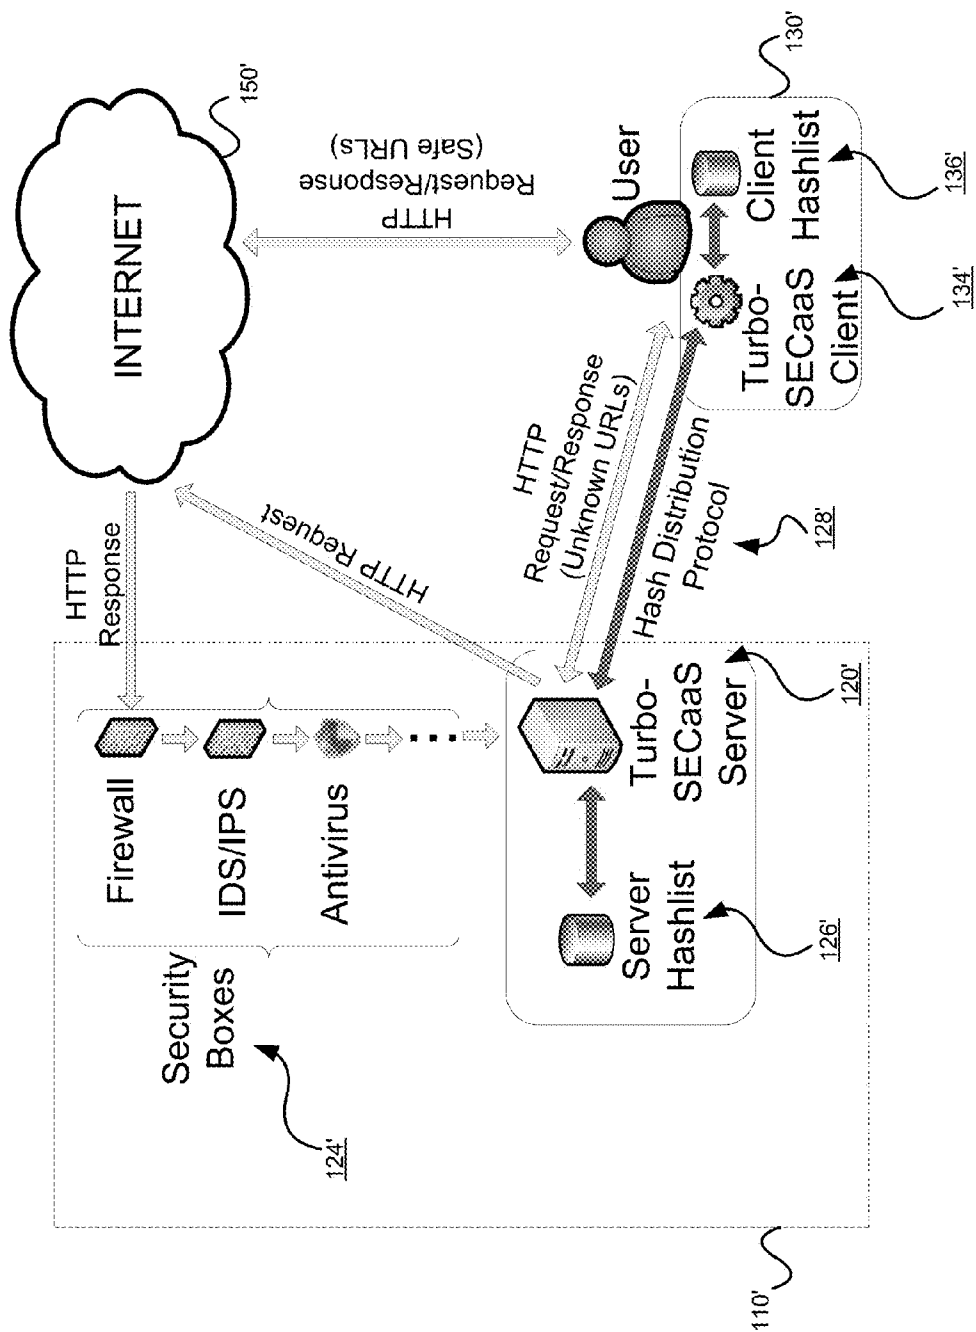 INTERNET
150'
HTTP
Response
HTTP Request
HTTP
Request/Response
(Safe URLs)
HTTP
Request/Response
(Unknown URLs)
Hash Distribution
Protocol
128'
User
130'
Client
Hashlist
136'
Turbo-
SECaaS
Client
134'
Firewall
IDS/IPS
Antivirus
Security
Boxes
124'
Turbo-
SECaaS
Server
120'
Server
Hashlist
126'
110'